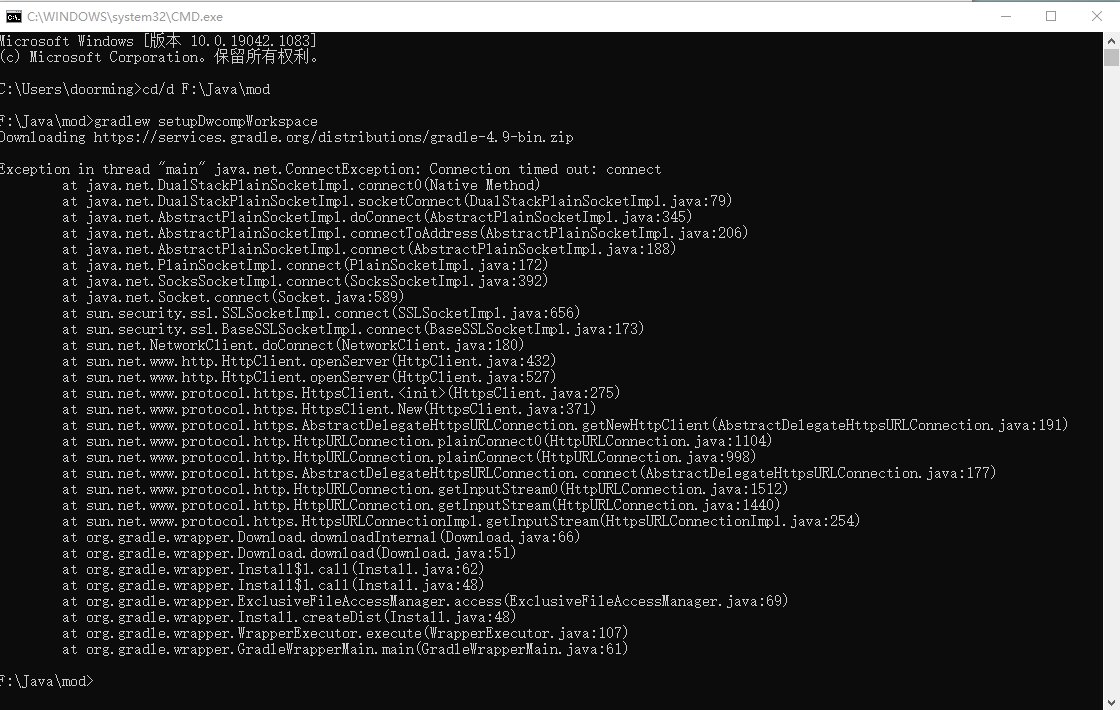 C:\WINDOWS\system32\CMD.exe
Microsoft Windows [版本 10.0.19042.1083]
(c) Microsoft Corporation。保留所有权利。
C:\Users\doorming>cd/d F:\Java\mod
F:\Java\mod>gradlew setupDwcompWorkspace
Downloading https://services.gradle.org/distributions/gradle-4.9-bin.zip
Exception in thread "main" java.net.ConnectException: Connection timed out: connect
at java.net.DualStackPlainSocketImpl.connect0(Native Method)
at java.net.DualStackPlainSocketImpl.socketConnect(DualStackPlainSocketImpl.java:79)
at java.net.AbstractPlainSocketImpl.doConnect(AbstractPlainSocketImpl.java:345)
at java.net.AbstractPlainSocketImpl.connectToAddress(AbstractPlainSocketImpl.java:206)
at java.net.AbstractPlainSocketImpl.connect(AbstractPlainSocketImpl.java:188)
at java.net.PlainSocketImpl.connect(PlainSocketImpl.java:172)
at java.net.SocksSocketImpl.connect(SocksSocketImpl.java:392)
at java.net.Socket.connect(Socket.java:589)
at sun.security.ssl.SSLSocketImpl.connect(SSLSocketImpl.java:656)
at sun.security.ssl.BaseSSLSocketImpl.connect(BaseSSLSocketImpl.java:173)
at sun.net.NetworkClient.doConnect(NetworkClient.java:180)
at sun.net.www.http.HttpClient.openServer(HttpClient.java:432)
at sun.net.www.http.HttpClient.openServer(HttpClient.java:527)
at sun.net.www.protocol.https.HttpsClient.<init>(HttpsClient.java:275)
at sun.net.www.protocol.https.HttpsClient.New(HttpsClient.java:371)
at sun.net.www.protocol.https.AbstractDelegateHttpsURLConnection.getNewHttpClient(AbstractDelegateHttpsURLConnection.java:191)
at sun.net.www.protocol.http.HttpURLConnection.plainConnect0(HttpURLConnection.java:1104)
at sun.net.www.protocol.http.HttpURLConnection.plainConnect(HttpURLConnection.java:998)
at sun.net.www.protocol.https.AbstractDelegateHttpsURLConnection.connect(AbstractDelegateHttpsURLConnection.java:177)
at sun.net.www.protocol.http.HttpURLConnection.getInputStream0(HttpURLConnection.java:1512)
at sun.net.www.protocol.http.HttpURLConnection.getInputStream(HttpURLConnection.java:1440)
at sun.net.www.protocol.https.HttpsURLConnectionImpl.getInputStream(HttpsURLConnectionImpl.java:254)
at org.gradle.wrapper.Download.downloadInternal(Download.java:66)
at org.gradle.wrapper.Download.download(Download.java:51)
at org.gradle.wrapper.Install$1.call(Install.java:62)
at org.gradle.wrapper.Install$1.call(Install.java:48)
at org.gradle.wrapper.ExclusiveFileAccessManager.access(ExclusiveFileAccessManager.java:69)
at org.gradle.wrapper.Install.createDist(Install.java:48)
at org.gradle.wrapper.WrapperExecutor.execute(WrapperExecutor.java:107)
at org.gradle.wrapper.GradleWrapperMain.main(GradleWrapperMain.java:61)
F:\Java\mod>